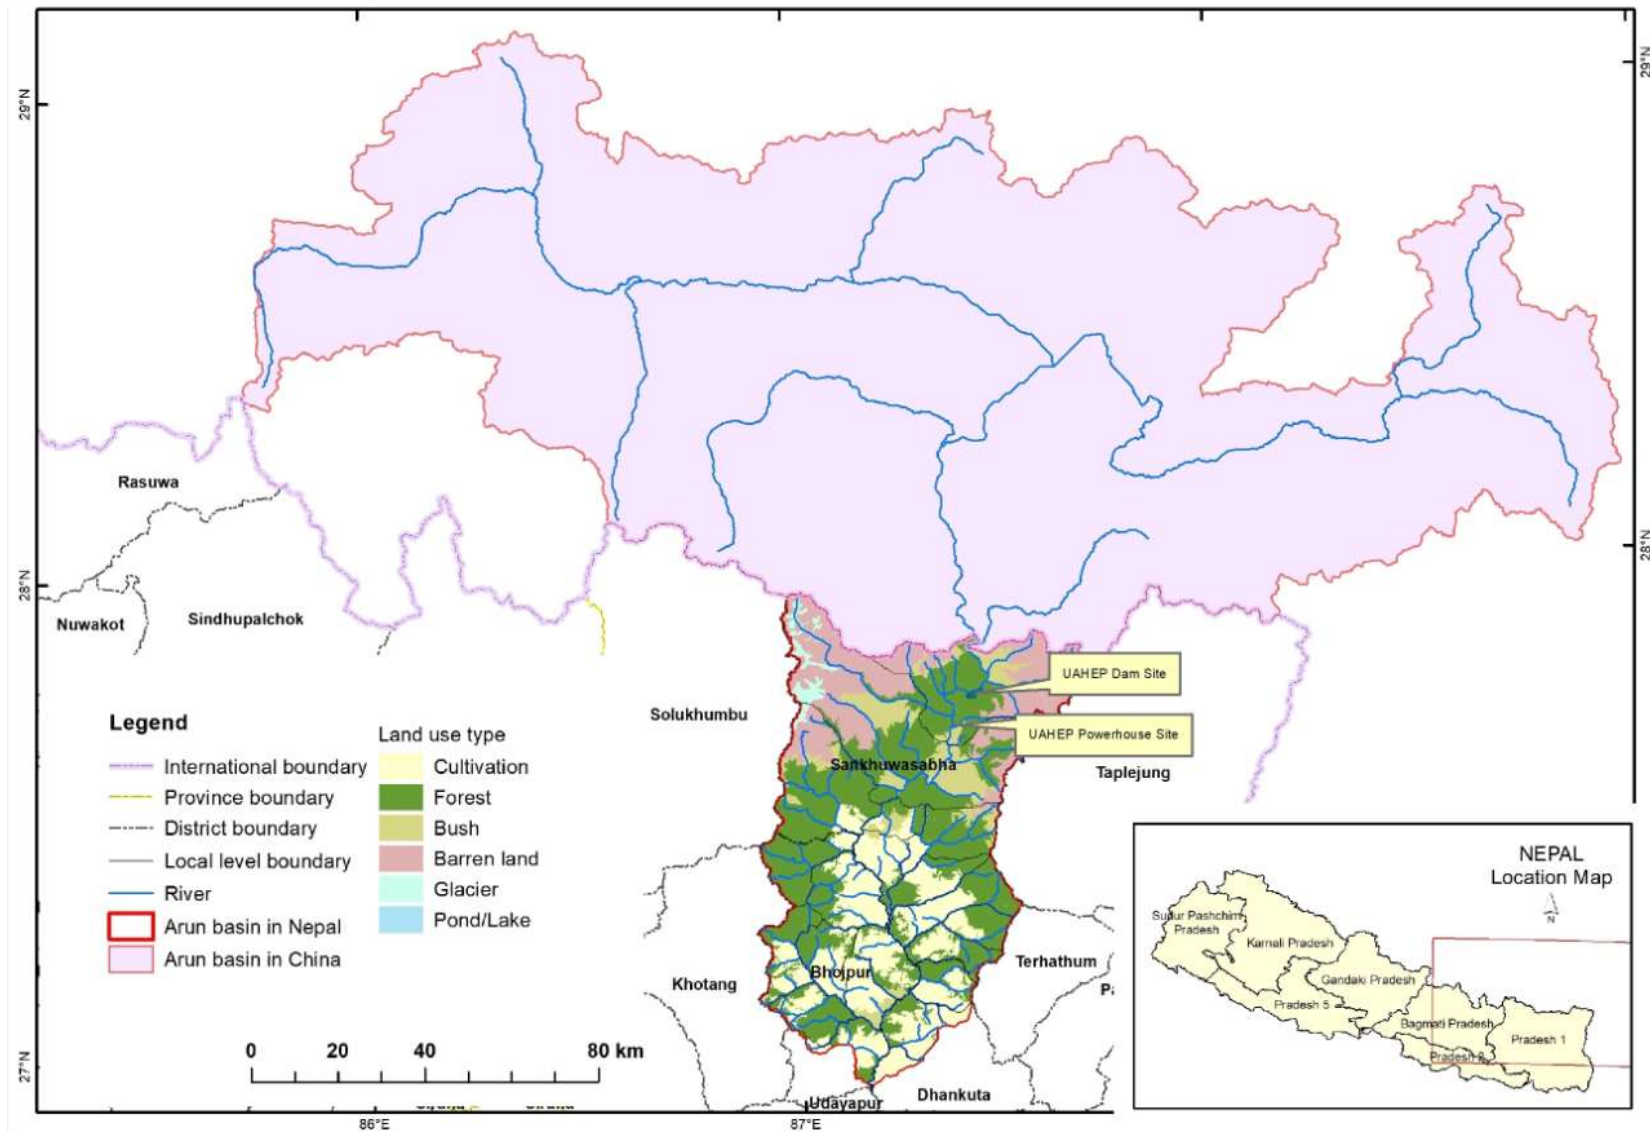 29°N
29°N
28°N
28°N
27°N
86°E
87°E
Rasuwa
Nuwakot
Sindhupalchok
Solukhumbu
UAHEP Dam Site
UAHEP Powerhouse Site
Sankhuwasabha
Taplejung
Khotang
Bhojpur
Terhathum
Dhankuta
Udayapur
Legend
International boundary
Province boundary
District boundary
Local level boundary
River
Arun basin in Nepal
Arun basin in China
Land use type
Cultivation
Forest
Bush
Barren land
Glacier
Pond/Lake
0 20 40 80 km
NEPAL
Location Map
N
Sudur Pashchim
Pradesh
Karnali Pradesh
Gandaki Pradesh
Pradesh 5
Bagmati Pradesh
Pradesh 1
Pradesh 2